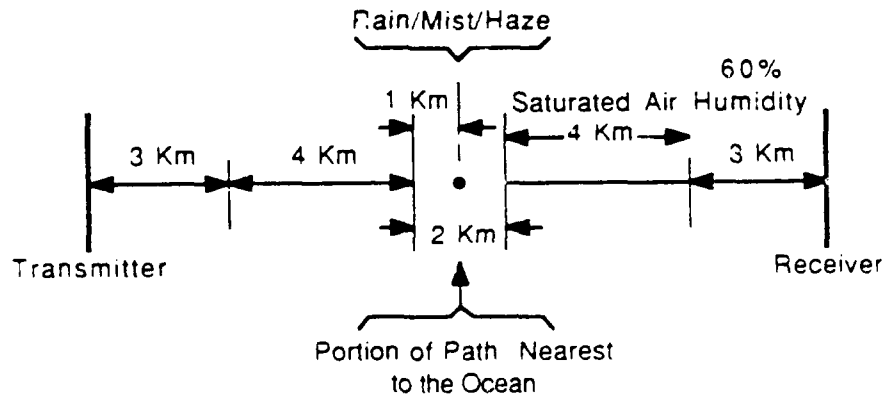 Rain/Mist/Haze
60%
1 Km
Saturated Air Humidity
4 Km
3 Km
4 Km
3 Km
2 Km
Transmitter
Receiver
Portion of Path Nearest
to the Ocean